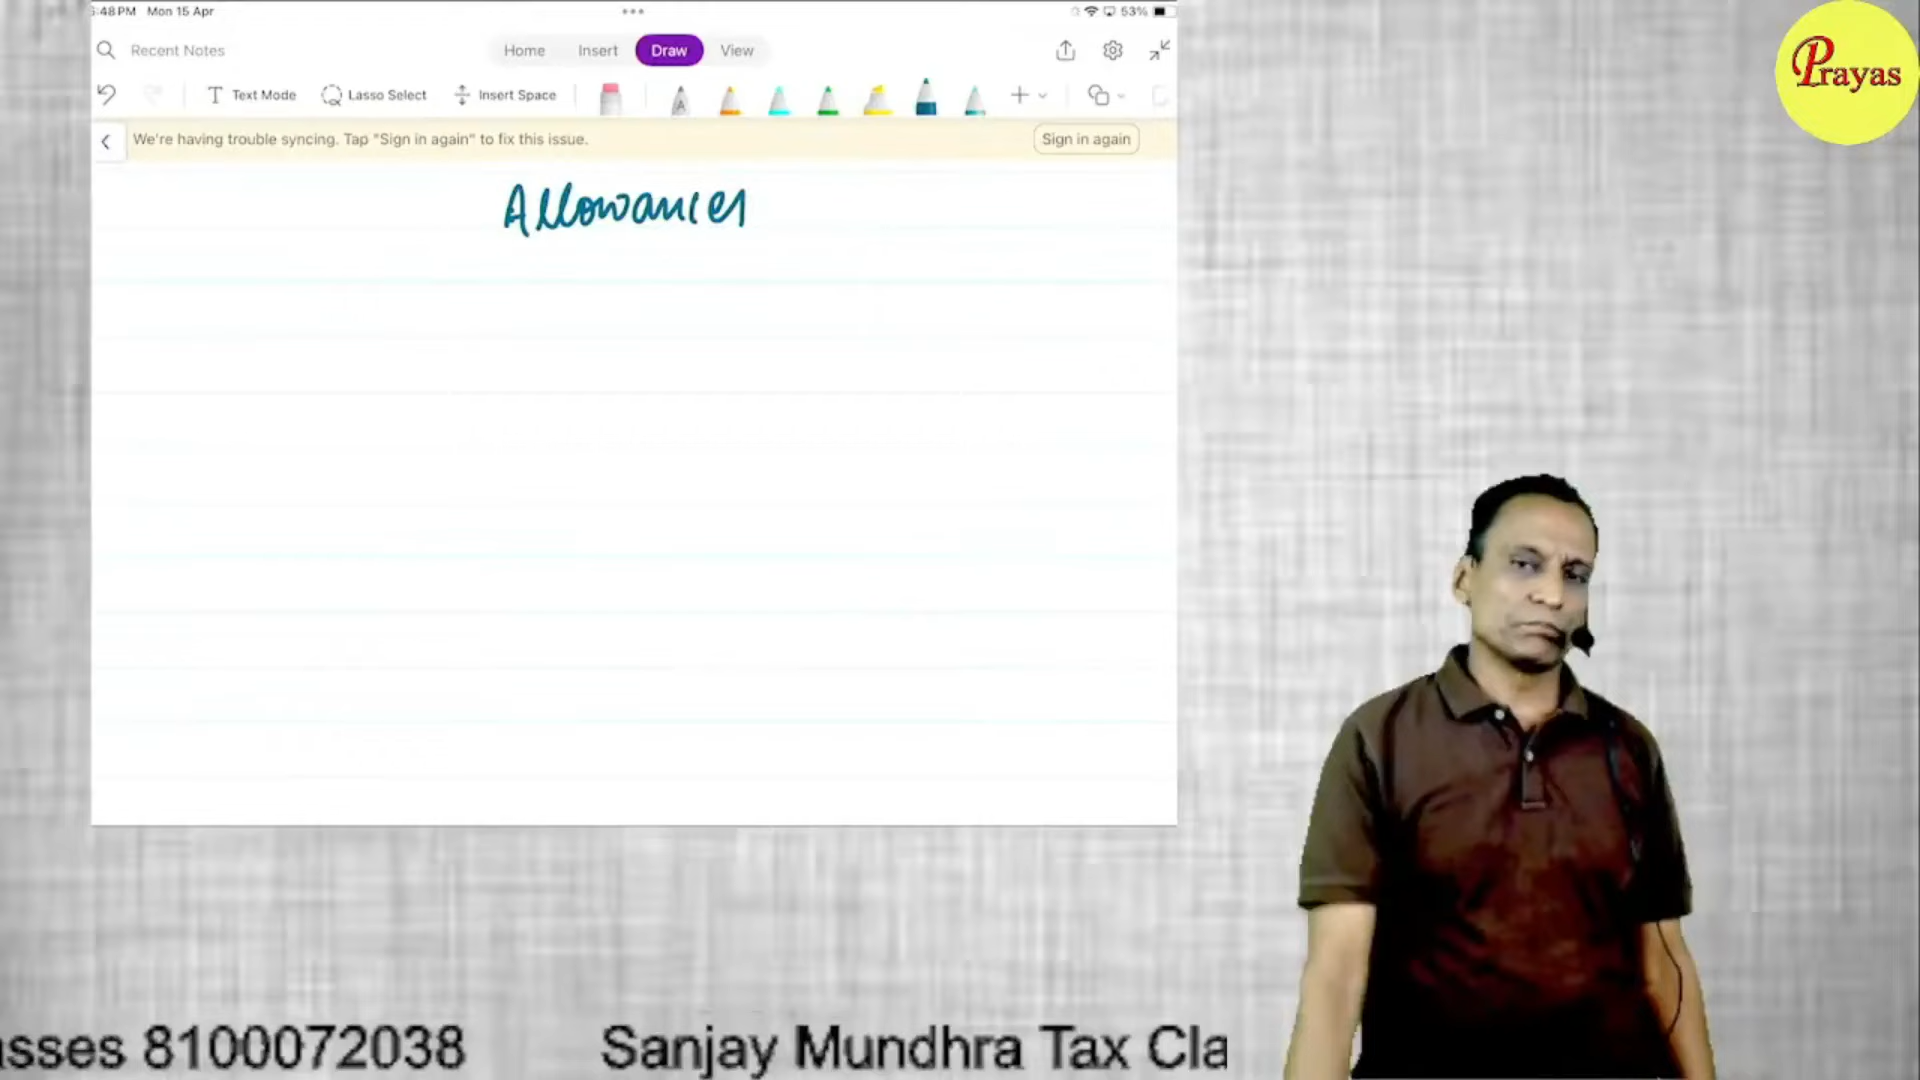 :48 PM Mon 15 Apr
53%
Recent Notes
Home Insert Draw View
Text Mode Lasso Select Insert Space
A
We're having trouble syncing. Tap "Sign in again" to fix this issue.
Sign in again
Allowances
Prayas
asses 8100072038 Sanjay Mundhra Tax Cla